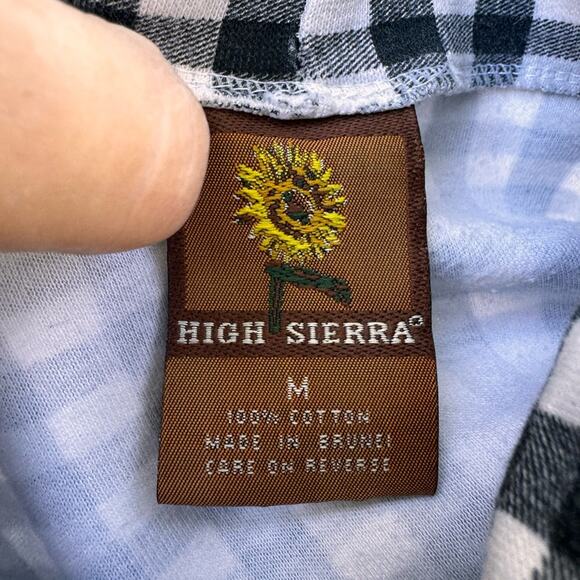 HIGH SIERRA®
M
100% COTTON
MADE IN BRUNEI
CARE ON REVERSE